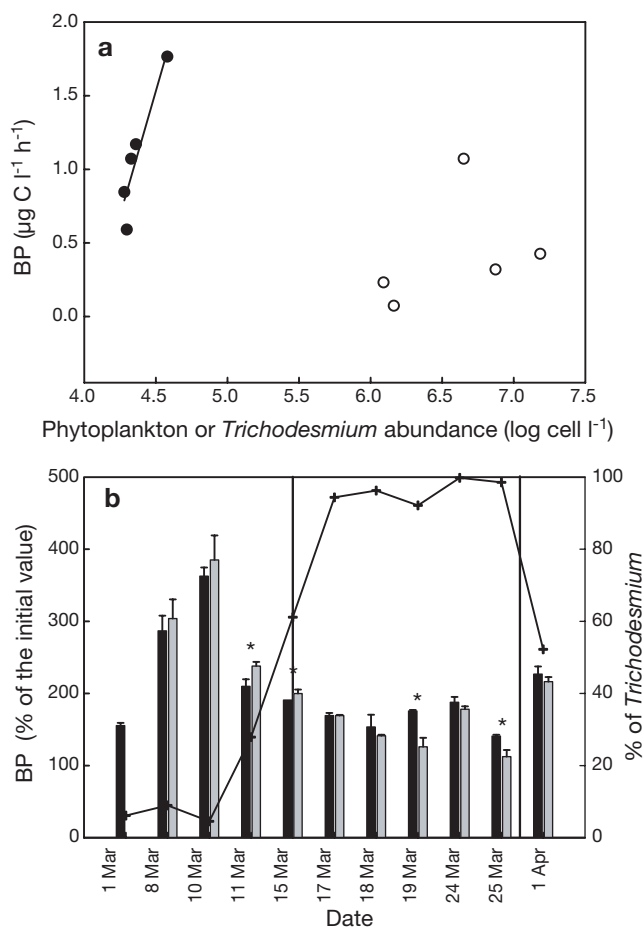 a
2.0
1.5
1.0
0.5
0.0
BP (µg C l⁻¹ h⁻¹)
4.0 4.5 5.0 5.5 6.0 6.5 7.0 7.5
Phytoplankton or Trichodesmium abundance (log cell l⁻¹)
b
500
400
300
200
100
0
BP (% of the initial value)
* * * *
100
80
60
40
20
0
% of Trichodesmium
1 Mar 8 Mar 10 Mar 11 Mar 15 Mar 17 Mar 18 Mar 19 Mar 24 Mar 25 Mar 1 Apr
Date